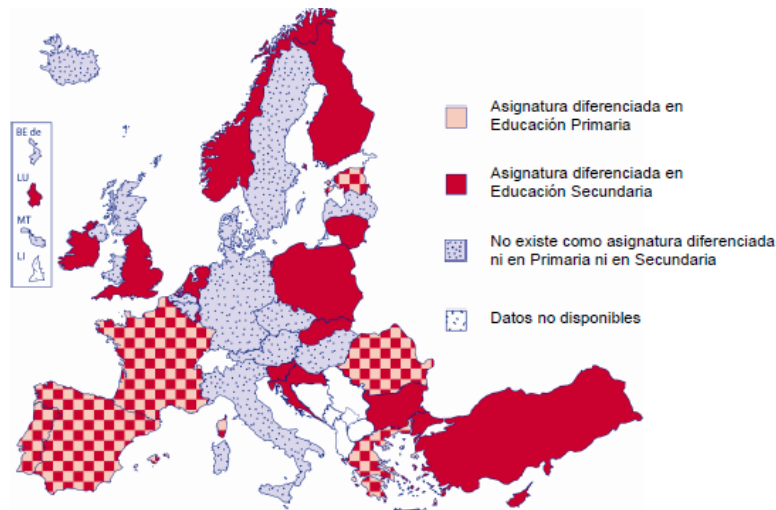 BE de
LU
MT
LI
Asignatura diferenciada en
Educación Primaria
Asignatura diferenciada en
Educación Secundaria
No existe como asignatura diferenciada
ni en Primaria ni en Secundaria
Datos no disponibles